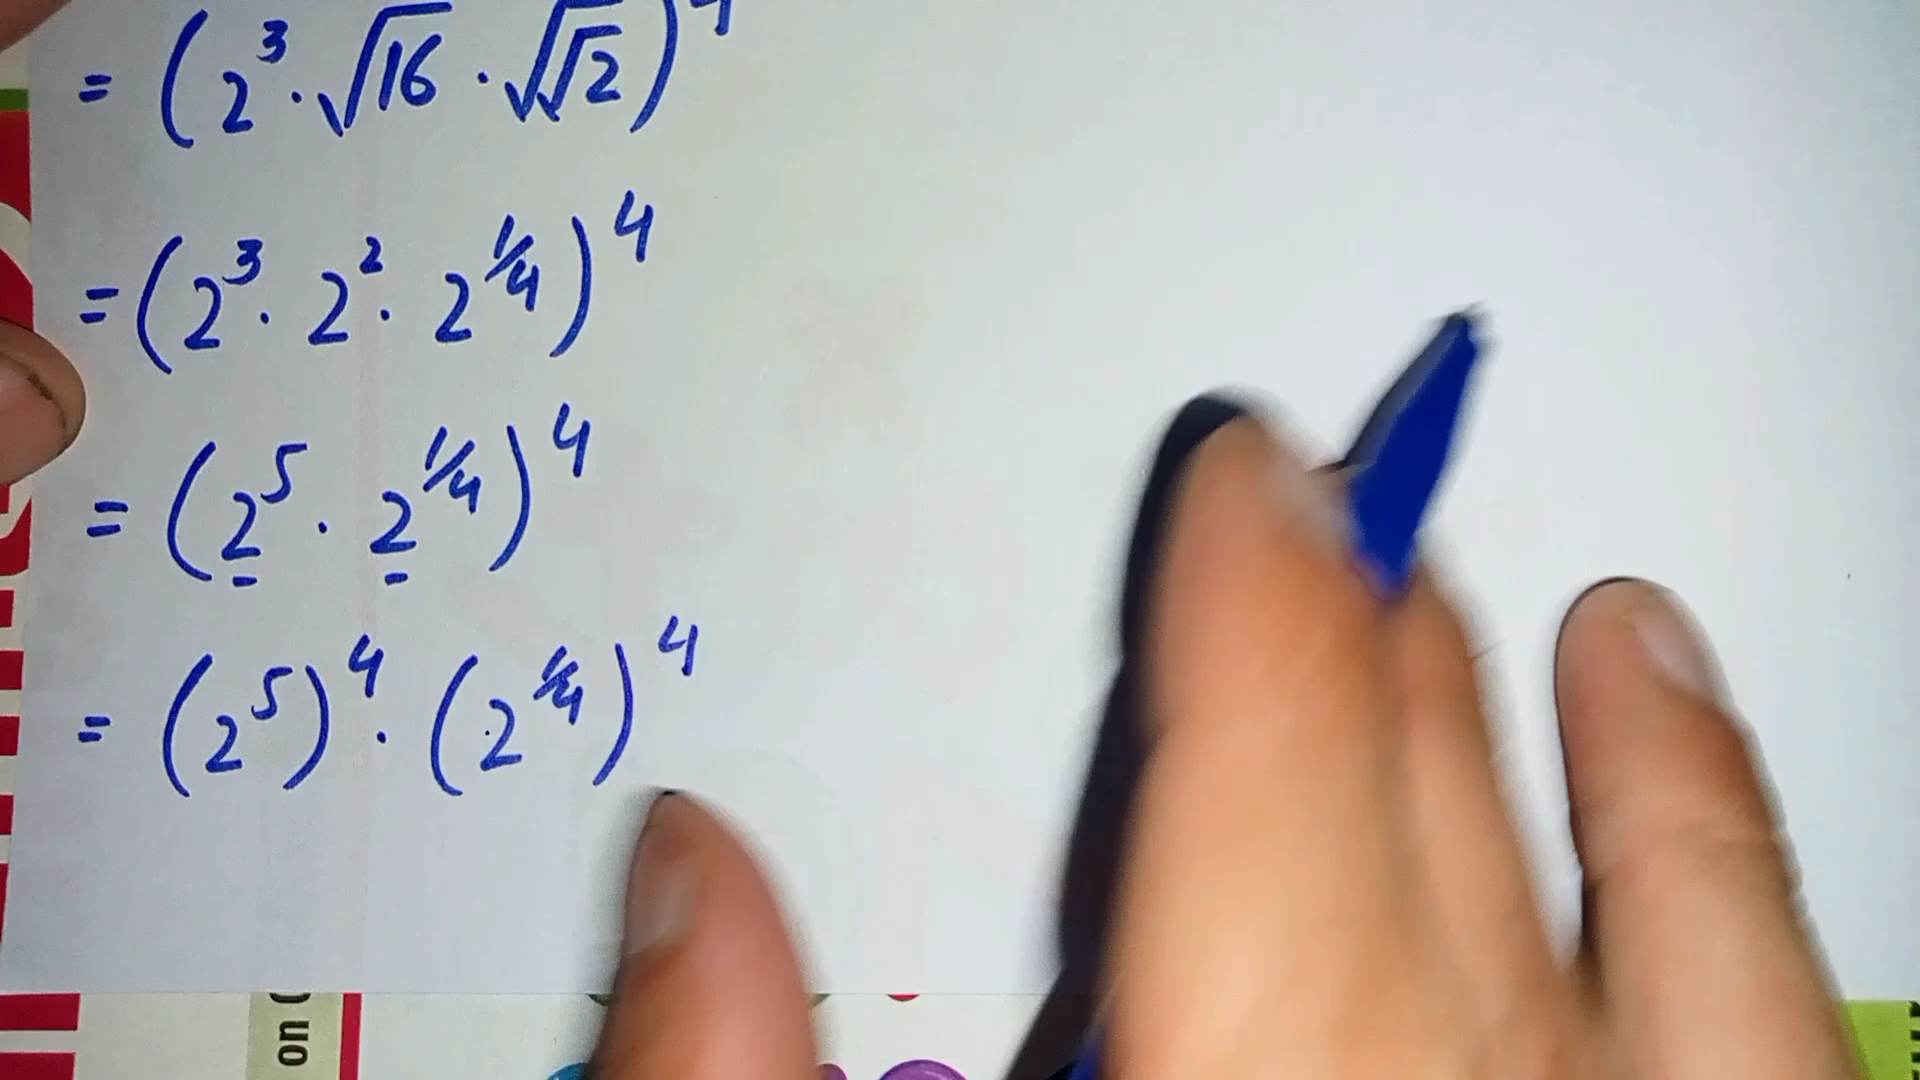 = (2³ · √16 · √√2)⁴
= (2³ · 2² · 2^(1/4))⁴
= (2⁵ · 2^(1/4))⁴
= (2⁵)⁴ · (2^(1/4))⁴
on